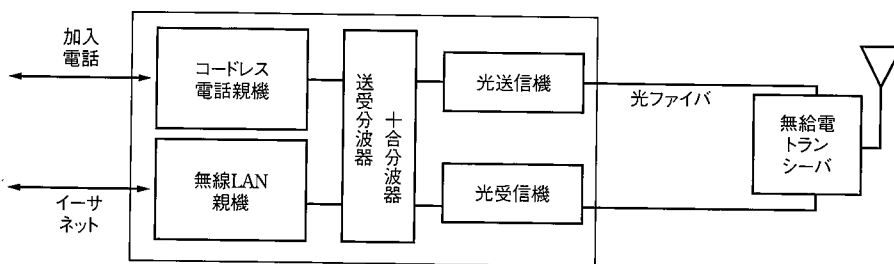 加入
電話
コードレス
電話親機
無線LAN
親機
イーサ
ネット
送受分波器
十合分波器
光送信機
光受信機
光ファイバ
無給電
トラン
シーバ